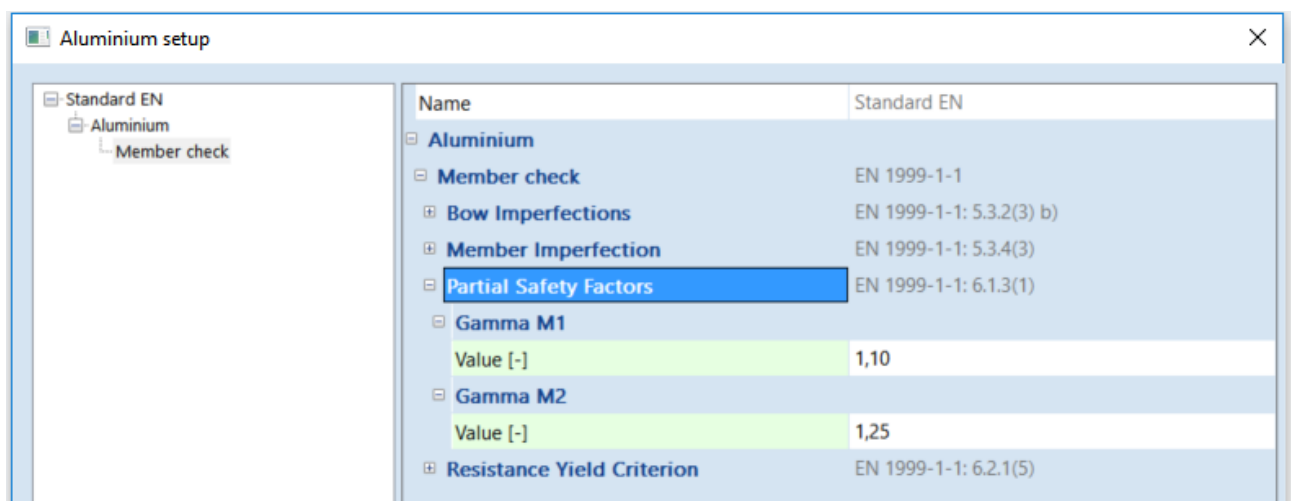 Aluminium setup
Standard EN
Aluminium
Member check
Name Standard EN
Aluminium
Member check EN 1999-1-1
Bow Imperfections EN 1999-1-1: 5.3.2(3) b)
Member Imperfection EN 1999-1-1: 5.3.4(3)
Partial Safety Factors EN 1999-1-1: 6.1.3(1)
Gamma M1
Value [-] 1,10
Gamma M2
Value [-] 1,25
Resistance Yield Criterion EN 1999-1-1: 6.2.1(5)